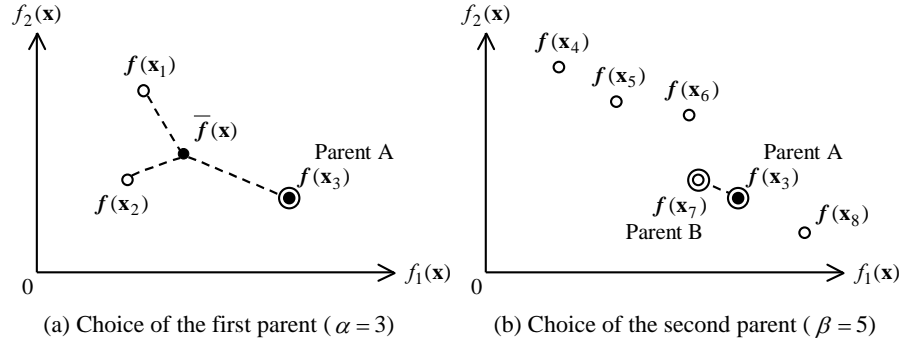 f₂(x)
f(x₁)
f̅(x)
Parent A
f(x₃)
f(x₂)
0
f₁(x)
(a) Choice of the first parent ( α = 3)
f₂(x)
f(x₄)
f(x₅)
f(x₆)
Parent A
f(x₃)
f(x₇)
Parent B
f(x₈)
0
f₁(x)
(b) Choice of the second parent ( β = 5)